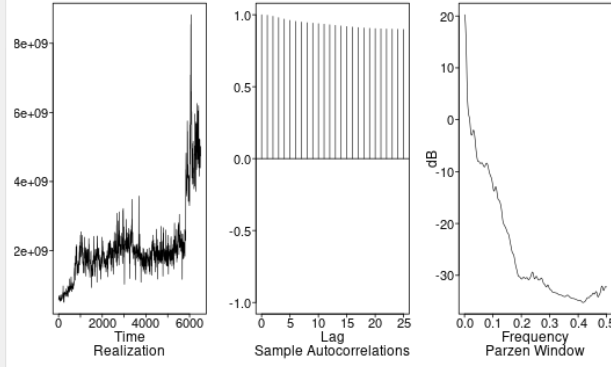 8e+09
6e+09
4e+09
2e+09
0 2000 4000 6000
Time
Realization
1.0
0.5
0.0
-0.5
-1.0
0 5 10 15 20 25
Lag
Sample Autocorrelations
dB
20
10
0
-10
-20
-30
0.0 0.1 0.2 0.3 0.4 0.5
Frequency
Parzen Window